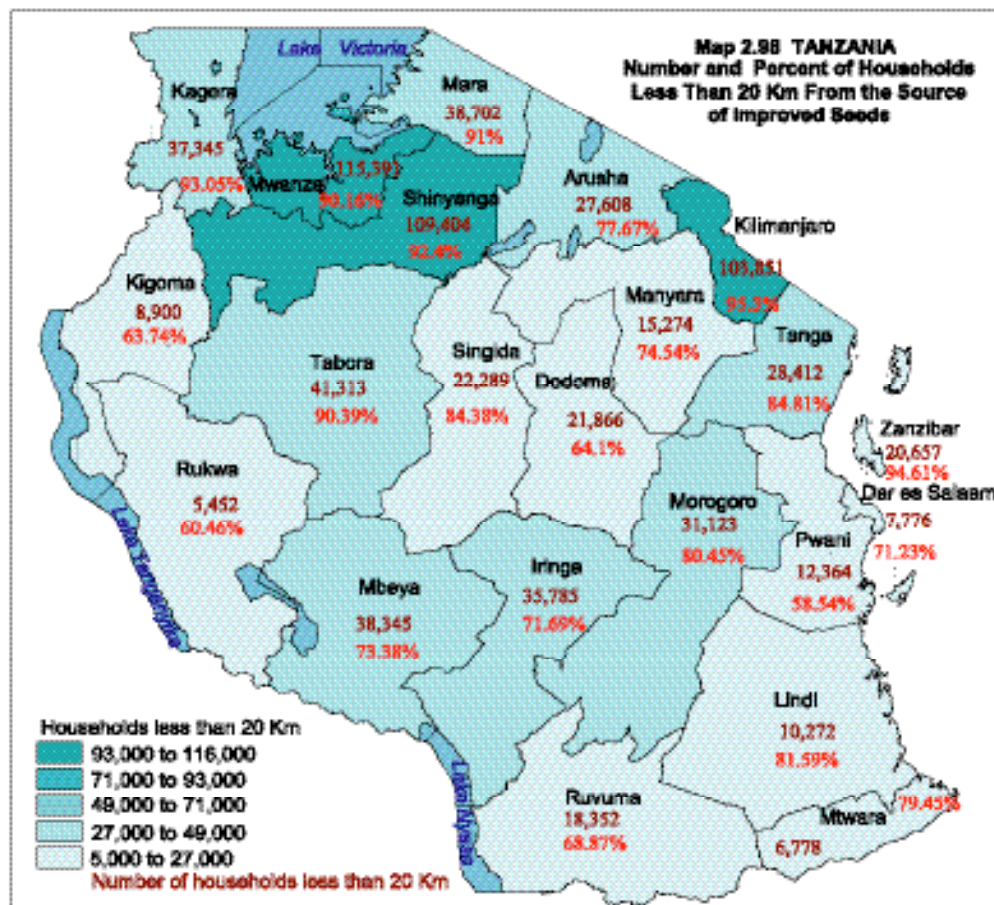 Map 2.98 TANZANIA
Number and Percent of Households
Less Than 20 Km From the Source
of Improved Seeds
Lake Victoria
Kagera
37,345
93.05%
Mara
38,702
91%
Mwanza
115,391
90.16%
Shinyanga
109,404
92.4%
Arusha
27,608
77.67%
Kilimanjaro
103,851
95.3%
Kigoma
8,900
63.74%
Tabora
41,313
90.39%
Singida
22,289
84.38%
Dodoma
21,866
64.1%
Manyara
15,274
74.54%
Tanga
28,412
84.81%
Zanzibar
20,657
94.61%
Dar es Salaam
7,776
71.23%
Rukwa
5,452
60.46%
Lake Tanganyika
Mbeya
38,345
73.38%
Iringa
35,785
71.69%
Morogoro
31,123
80.45%
Pwani
12,364
58.54%
Lindi
10,272
81.59%
Ruvuma
18,352
68.87%
Mtwara
6,778
79.45%
Lake Nyasa
Households less than 20 Km
93,000 to 116,000
71,000 to 93,000
49,000 to 71,000
27,000 to 49,000
5,000 to 27,000
Number of households less than 20 Km